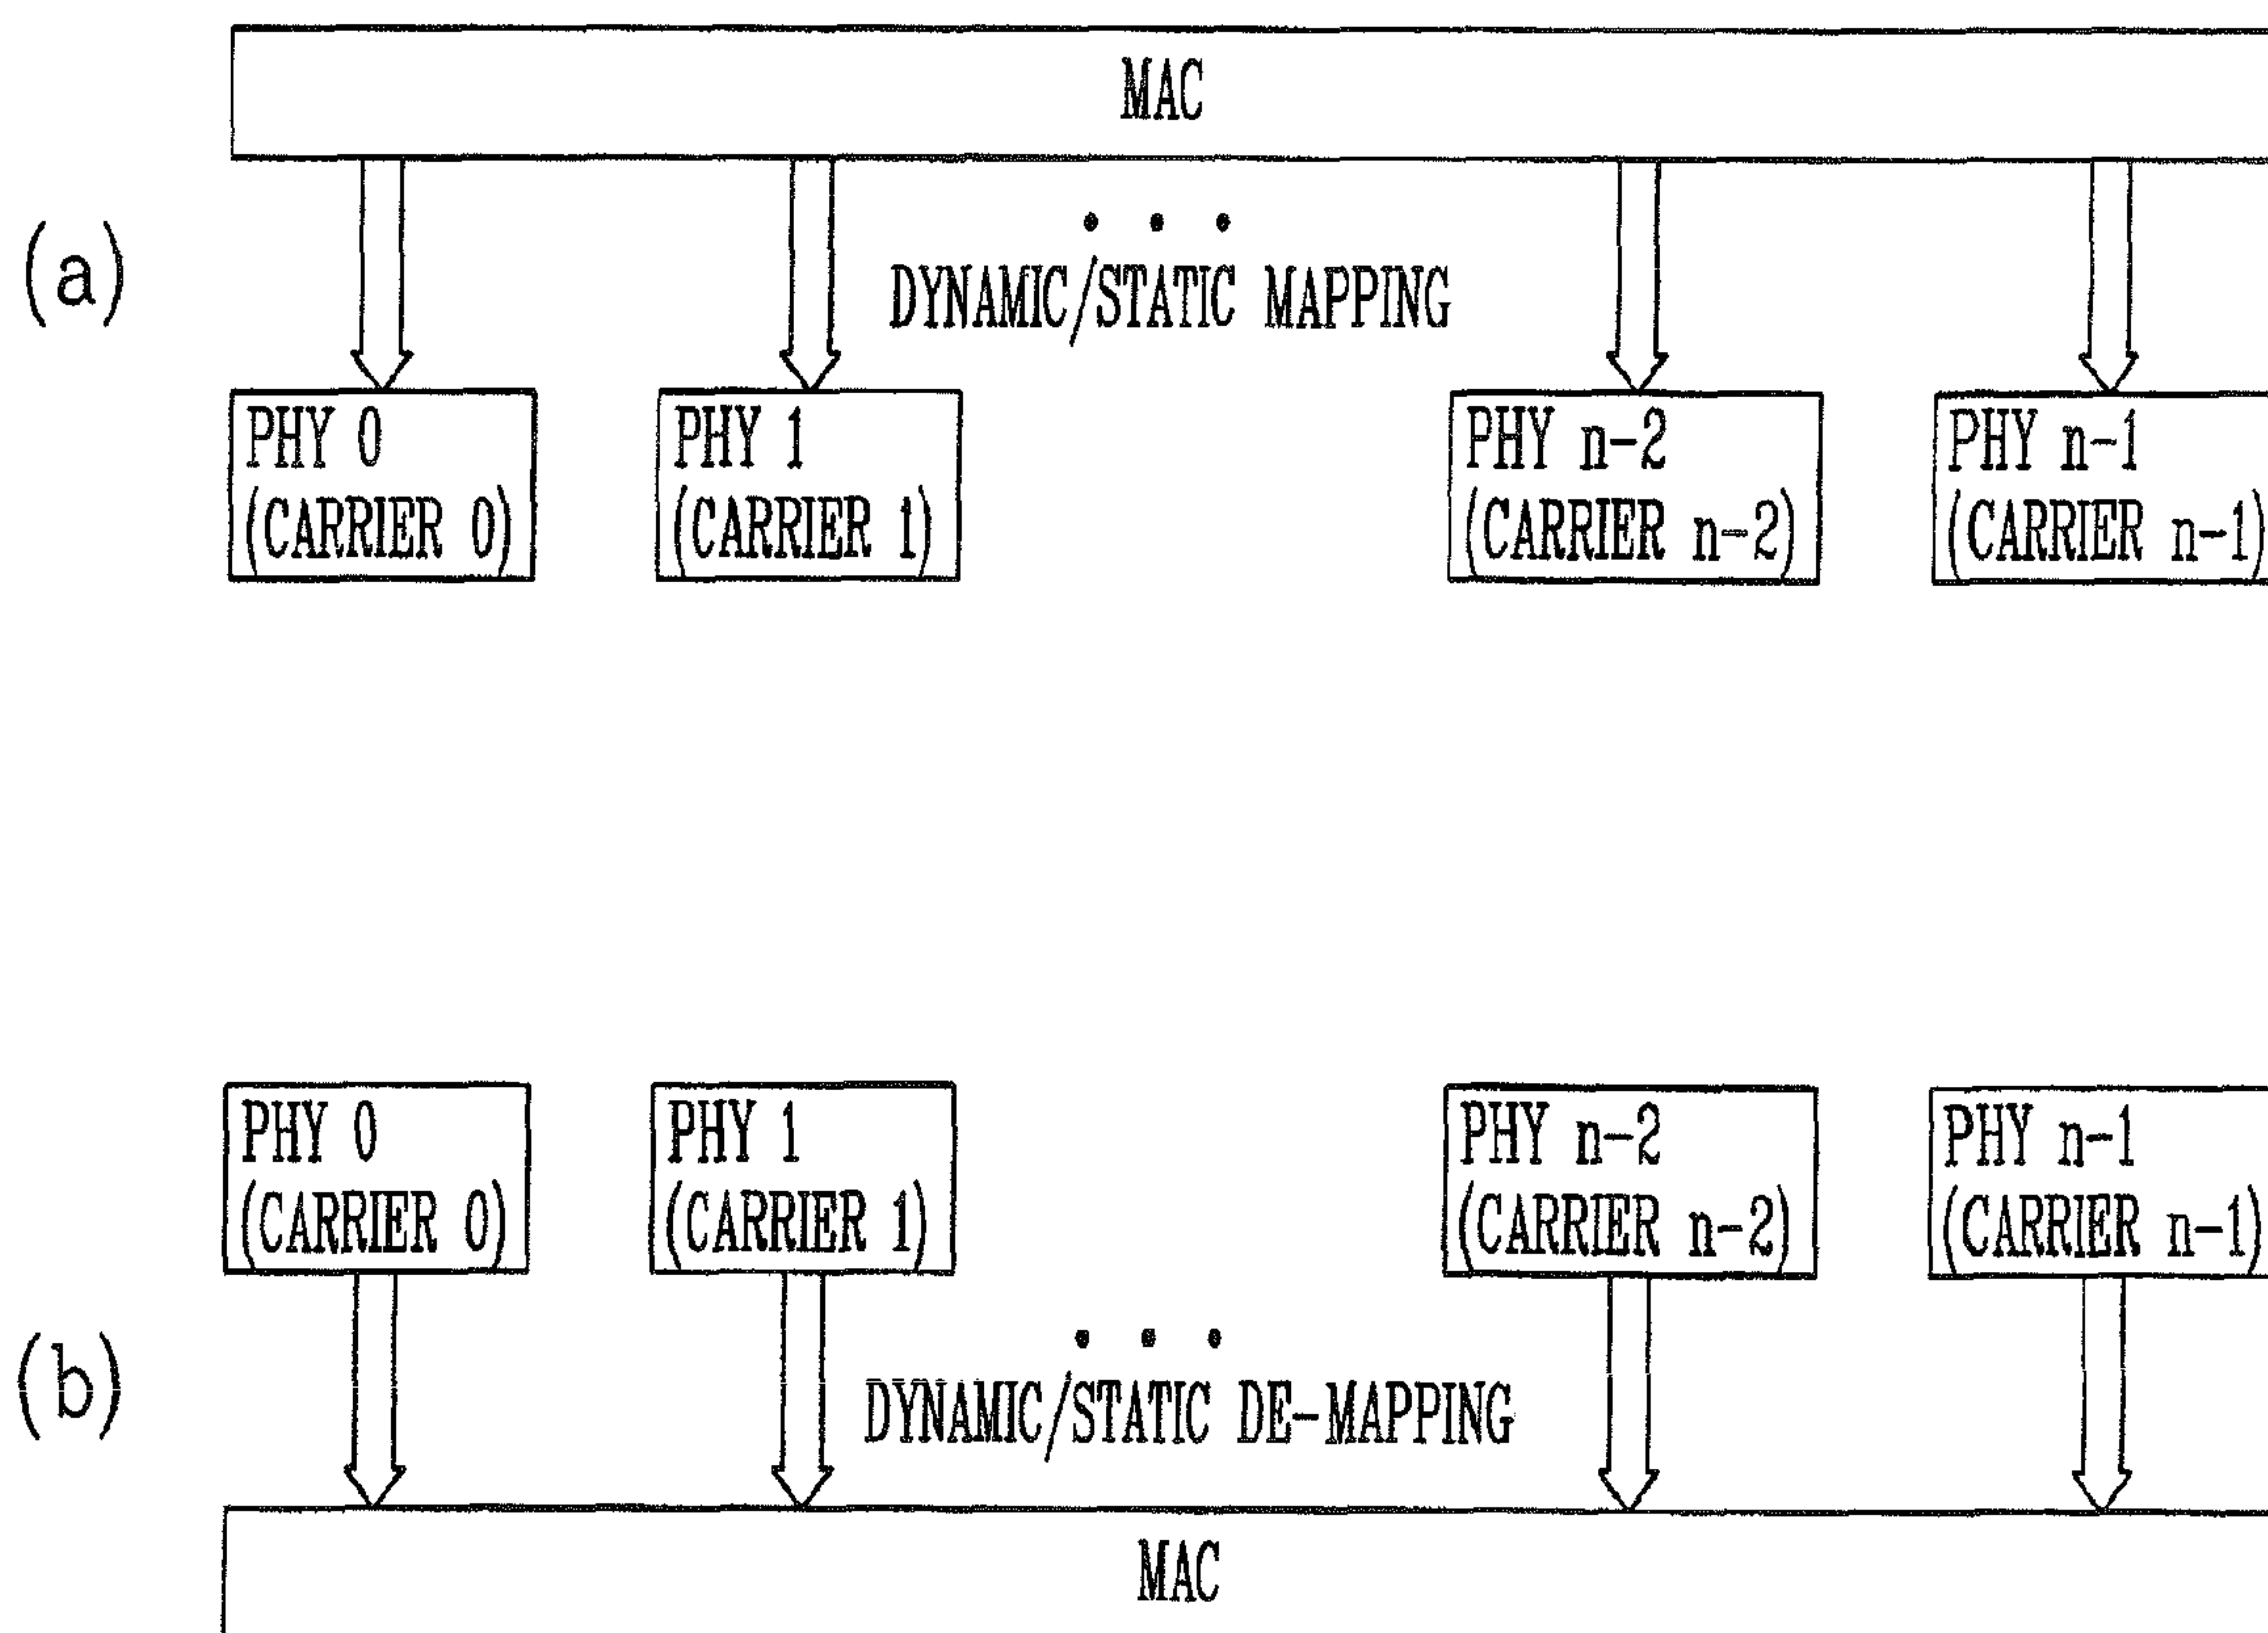 MAC
(a)
• • •
DYNAMIC/STATIC MAPPING
PHY 0
(CARRIER 0)
PHY 1
(CARRIER 1)
PHY n-2
(CARRIER n-2)
PHY n-1
(CARRIER n-1)
PHY 0
(CARRIER 0)
PHY 1
(CARRIER 1)
PHY n-2
(CARRIER n-2)
PHY n-1
(CARRIER n-1)
(b)
• • •
DYNAMIC/STATIC DE-MAPPING
MAC